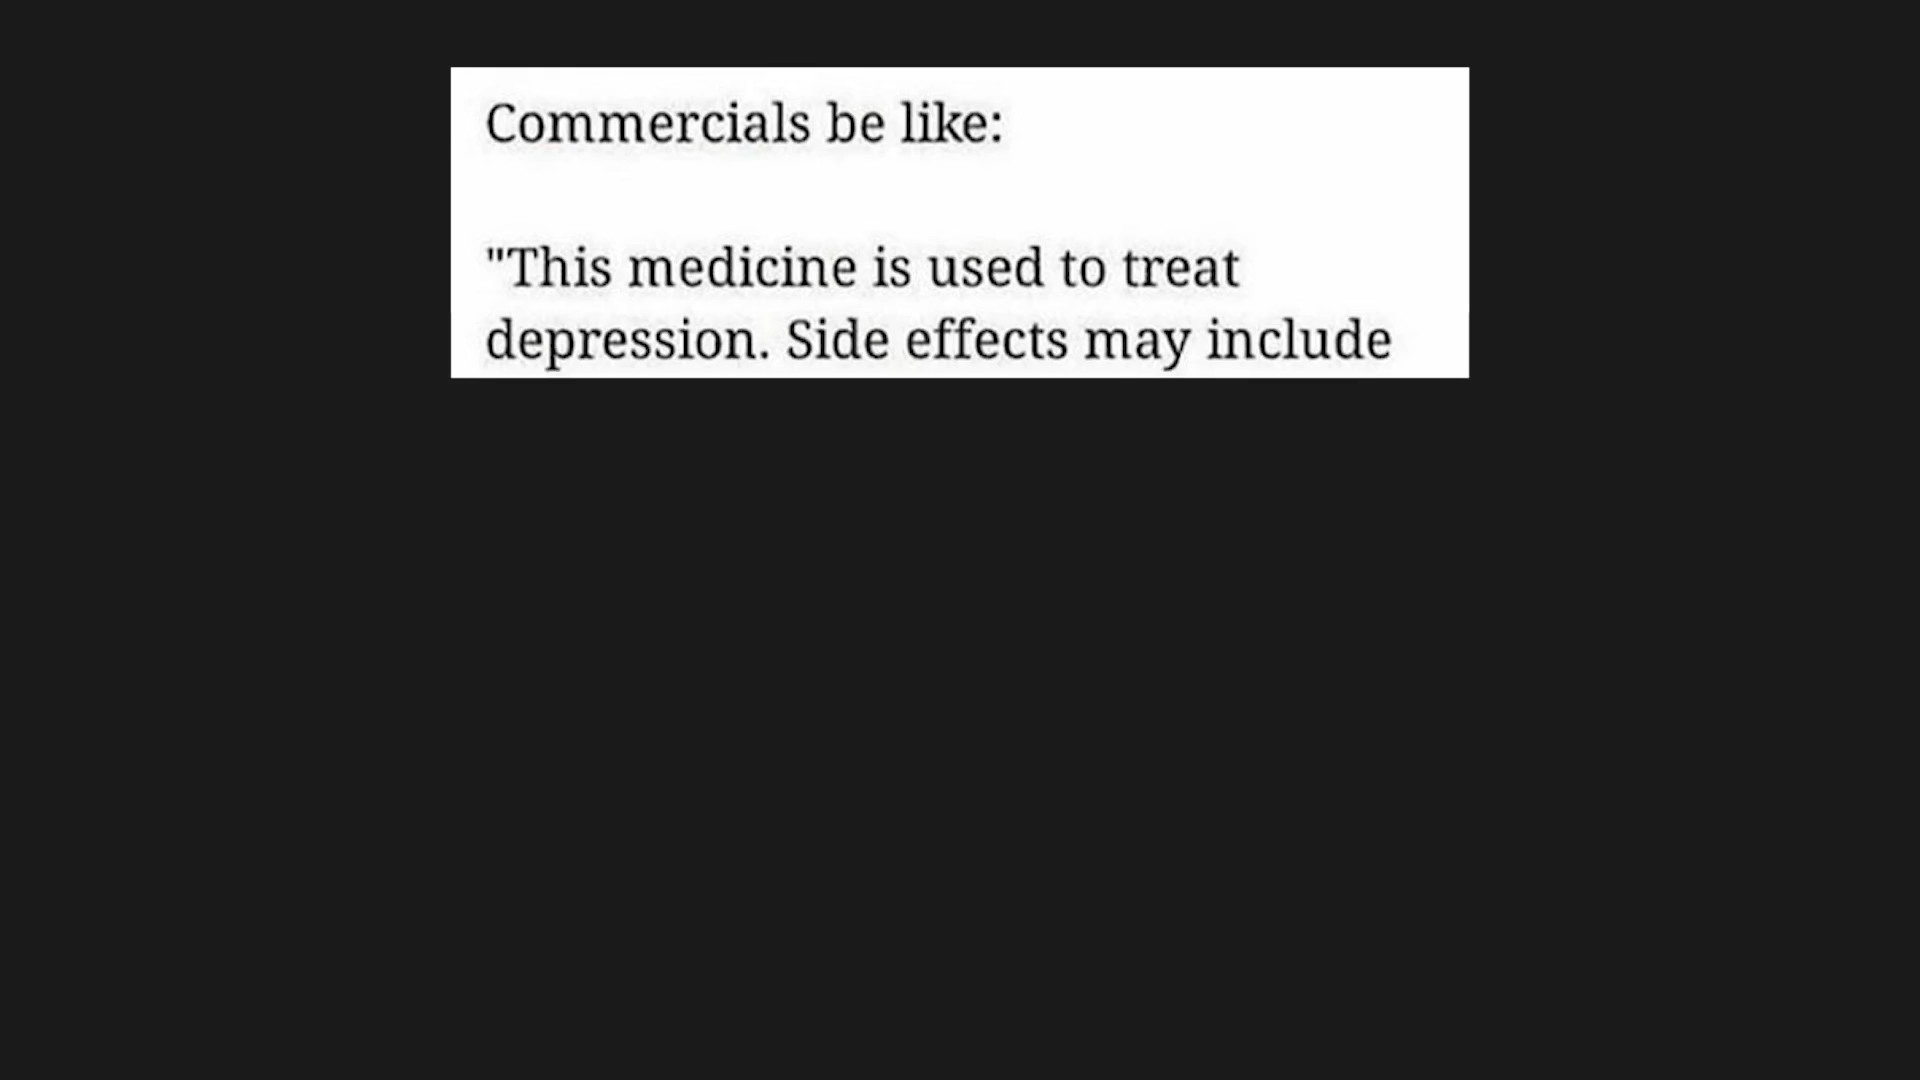 Commercials be like:
"This medicine is used to treat
depression. Side effects may include